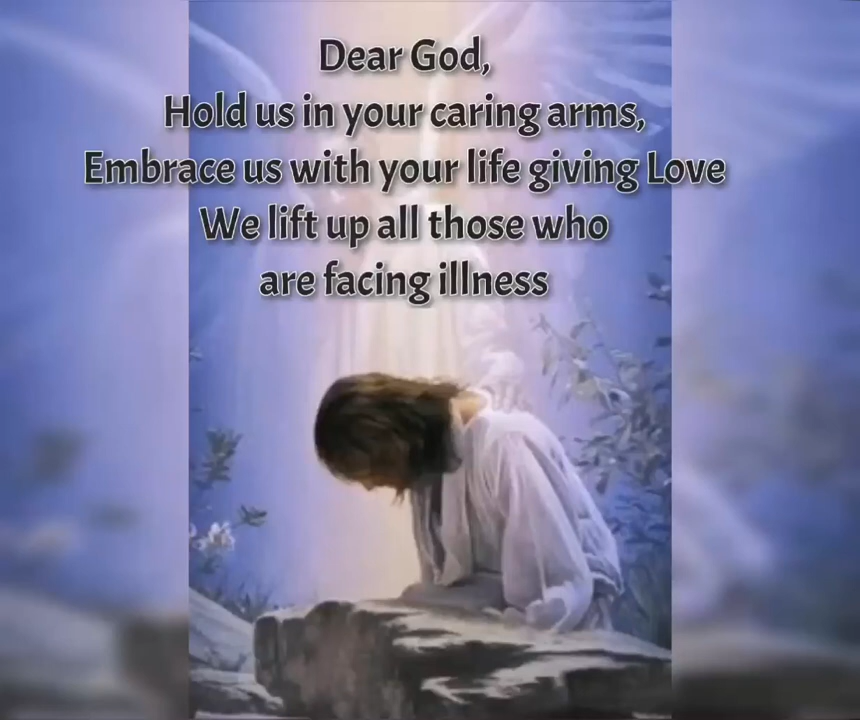 Dear God,
Hold us in your caring arms,
Embrace us with your life giving Love
We lift up all those who
are facing illness